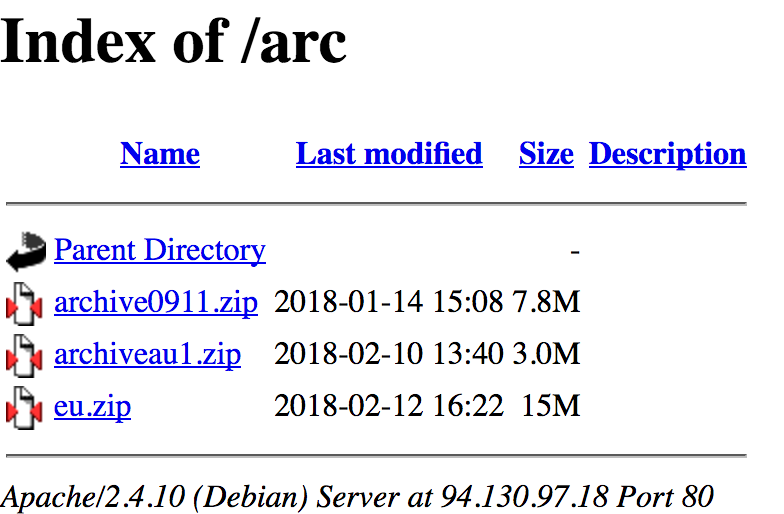 Index of /arc
Name Last modified Size Description
Parent Directory -
archive0911.zip 2018-01-14 15:08 7.8M
archiveau1.zip 2018-02-10 13:40 3.0M
eu.zip 2018-02-12 16:22 15M
Apache/2.4.10 (Debian) Server at 94.130.97.18 Port 80